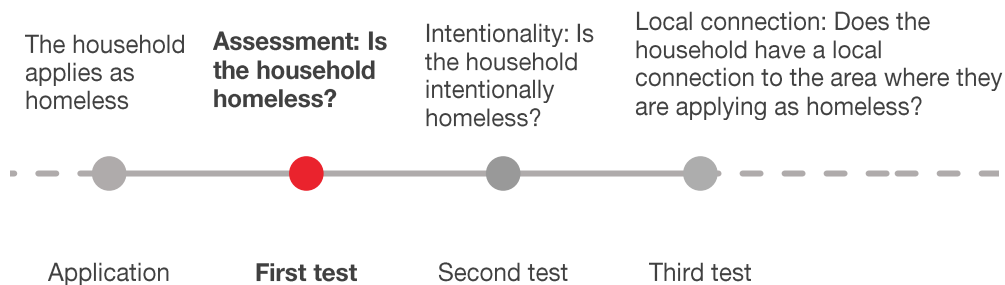 The household
applies as
homeless
Assessment: Is
the household
homeless?
Intentionality: Is
the household
intentionally
homeless?
Local connection: Does the
household have a local
connection to the area where they
are applying as homeless?
Application
First test
Second test
Third test